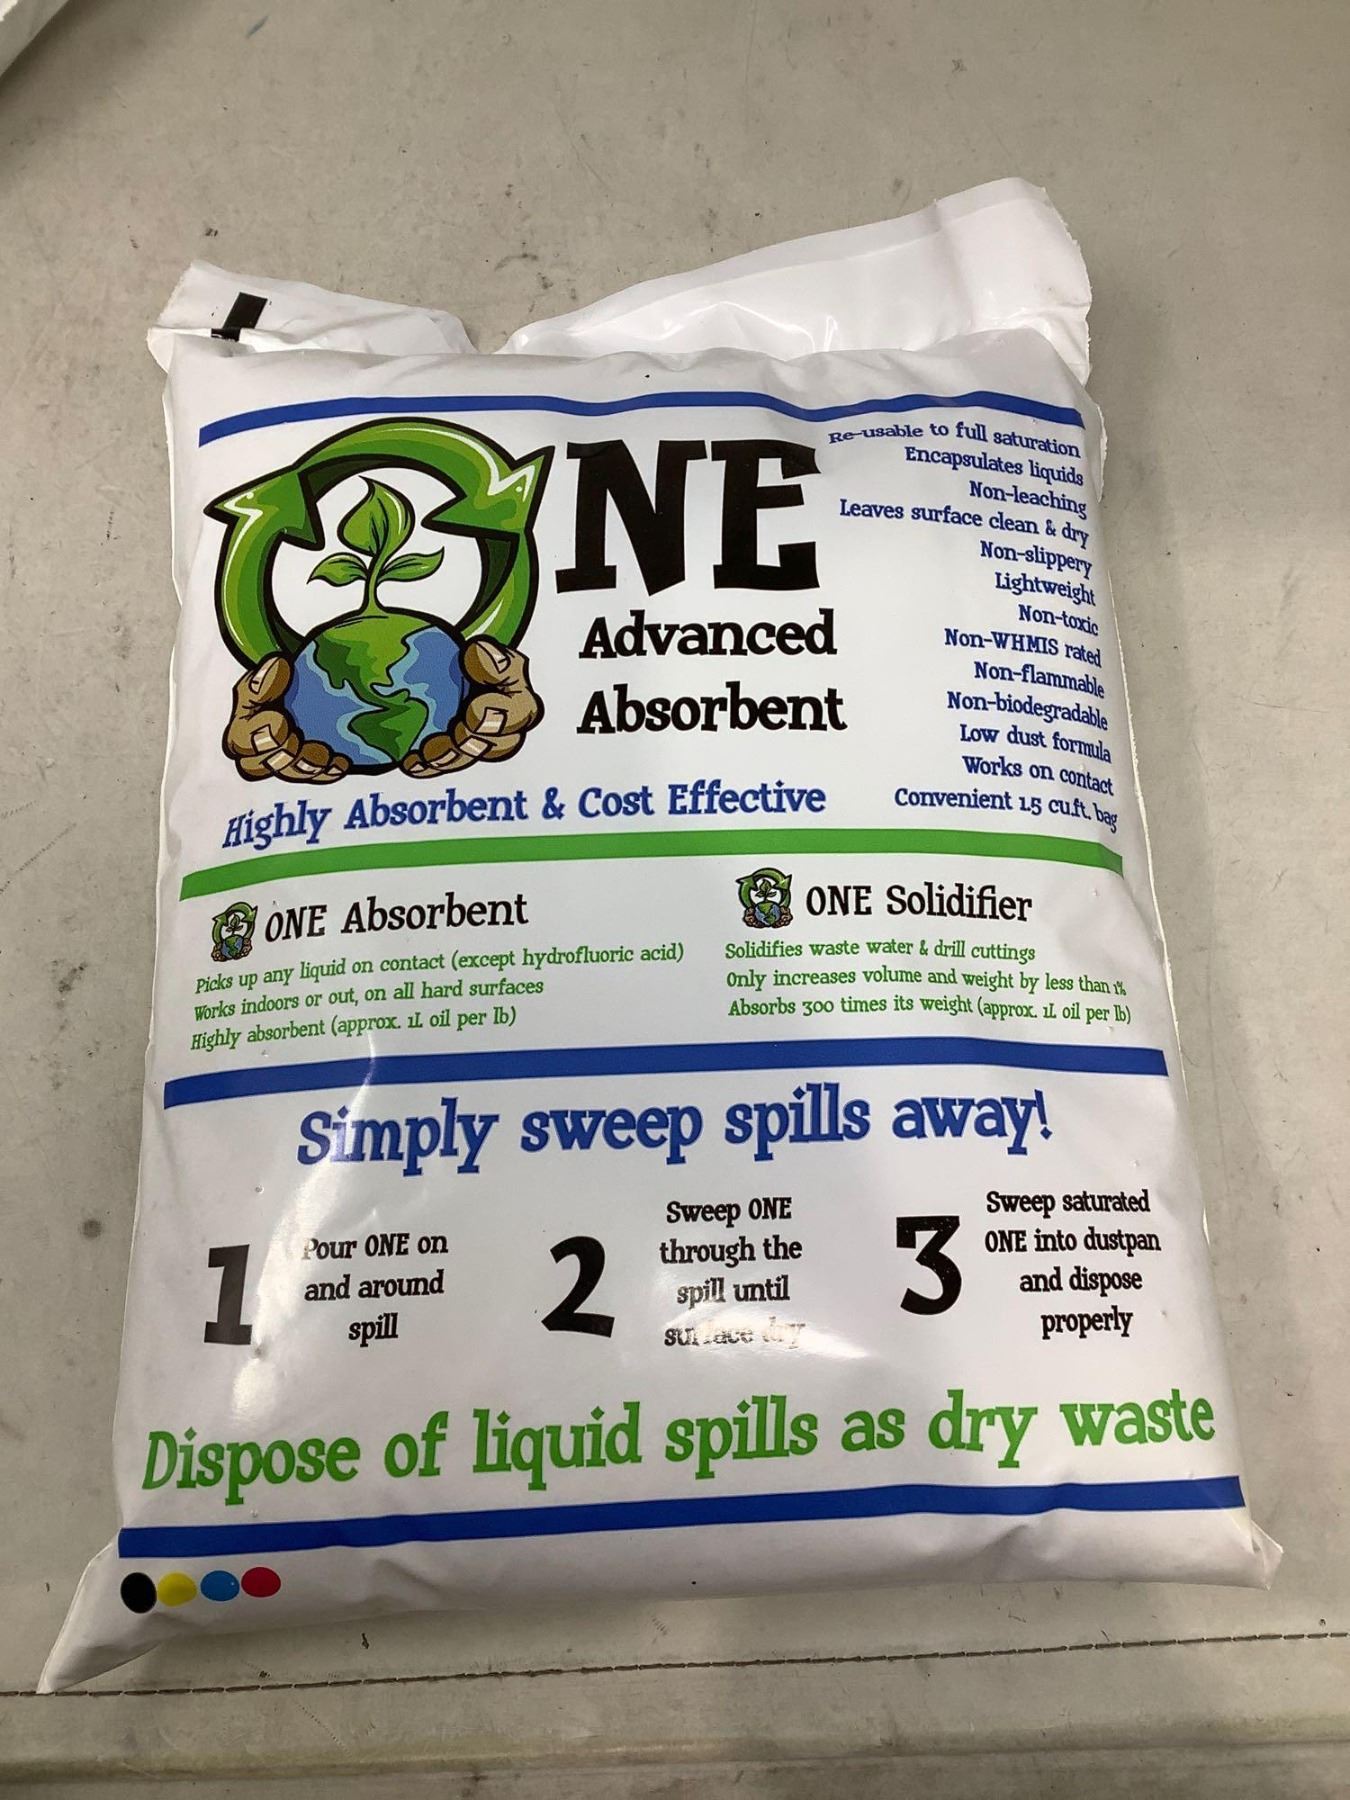 ONE
Advanced
Absorbent
Highly Absorbent & Cost Effective
Re-usable to full saturation
Encapsulates liquids
Non-leaching
Leaves surface clean & dry
Non-slippery
Lightweight
Non-toxic
Non-WHMIS rated
Non-flammable
Non-biodegradable
Low dust formula
Works on contact
Convenient 1.5 cu.ft. bag
ONE Absorbent
Picks up any liquid on contact (except hydrofluoric acid)
Works indoors or out, on all hard surfaces
Highly absorbent (approx. 1L oil per lb)
ONE Solidifier
Solidifies waste water & drill cuttings
Only increases volume and weight by less than 1%
Absorbs 300 times its weight (approx. 1L oil per lb)
Simply sweep spills away!
1
Pour ONE on
and around
spill
2
Sweep ONE
through the
spill until
surface dry
3
Sweep saturated
ONE into dustpan
and dispose
properly
Dispose of liquid spills as dry waste